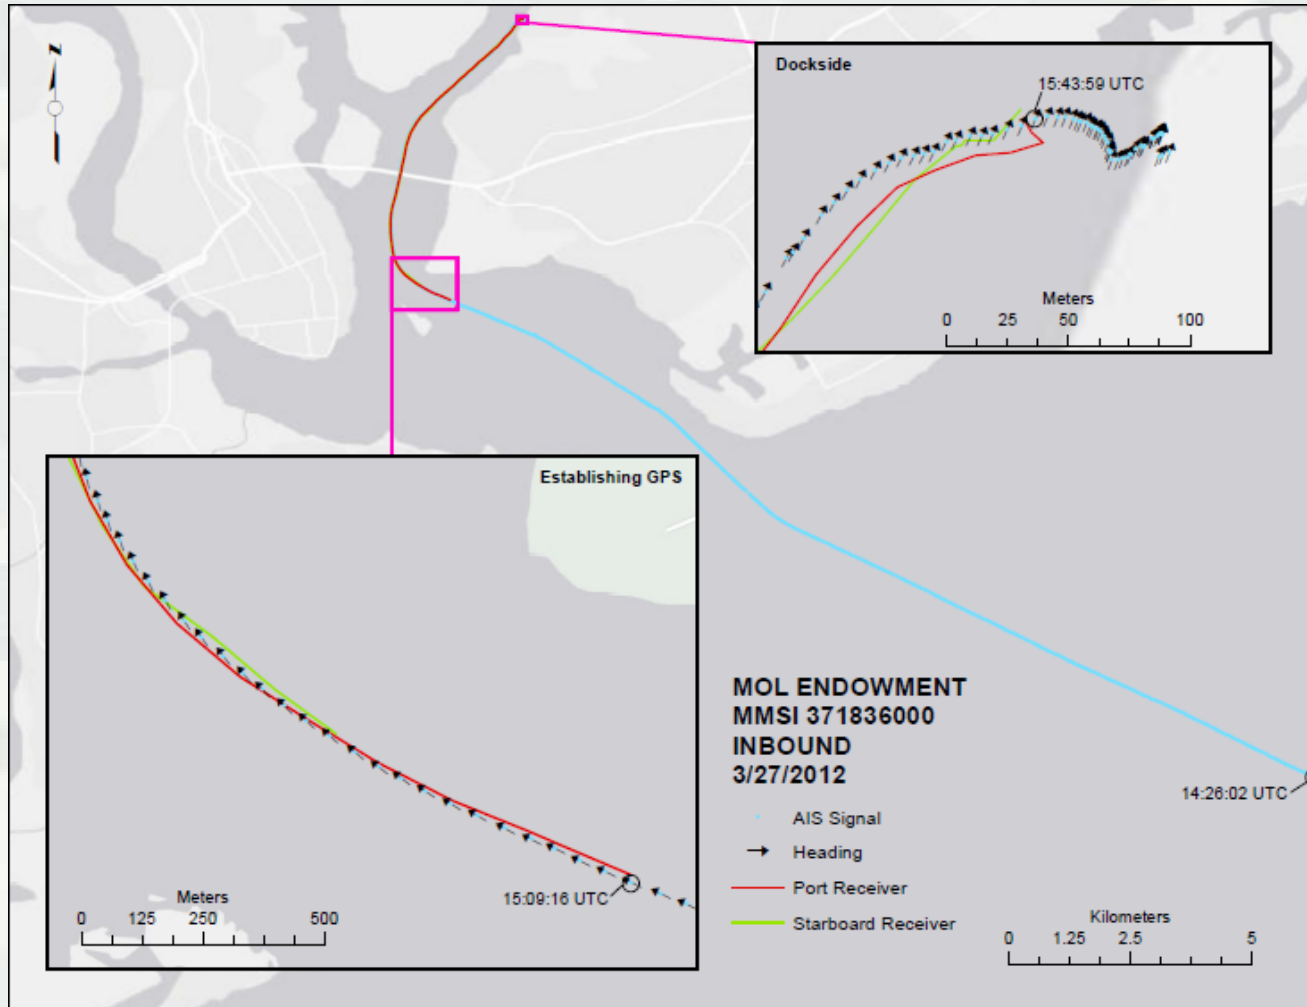 N
Dockside
15:43:59 UTC
Meters
0 25 50 100
Establishing GPS
15:09:16 UTC
Meters
0 125 250 500
MOL ENDOWMENT
MMSI 371836000
INBOUND
3/27/2012
14:26:02 UTC
AIS Signal
Heading
Port Receiver
Starboard Receiver
Kilometers
0 1.25 2.5 5